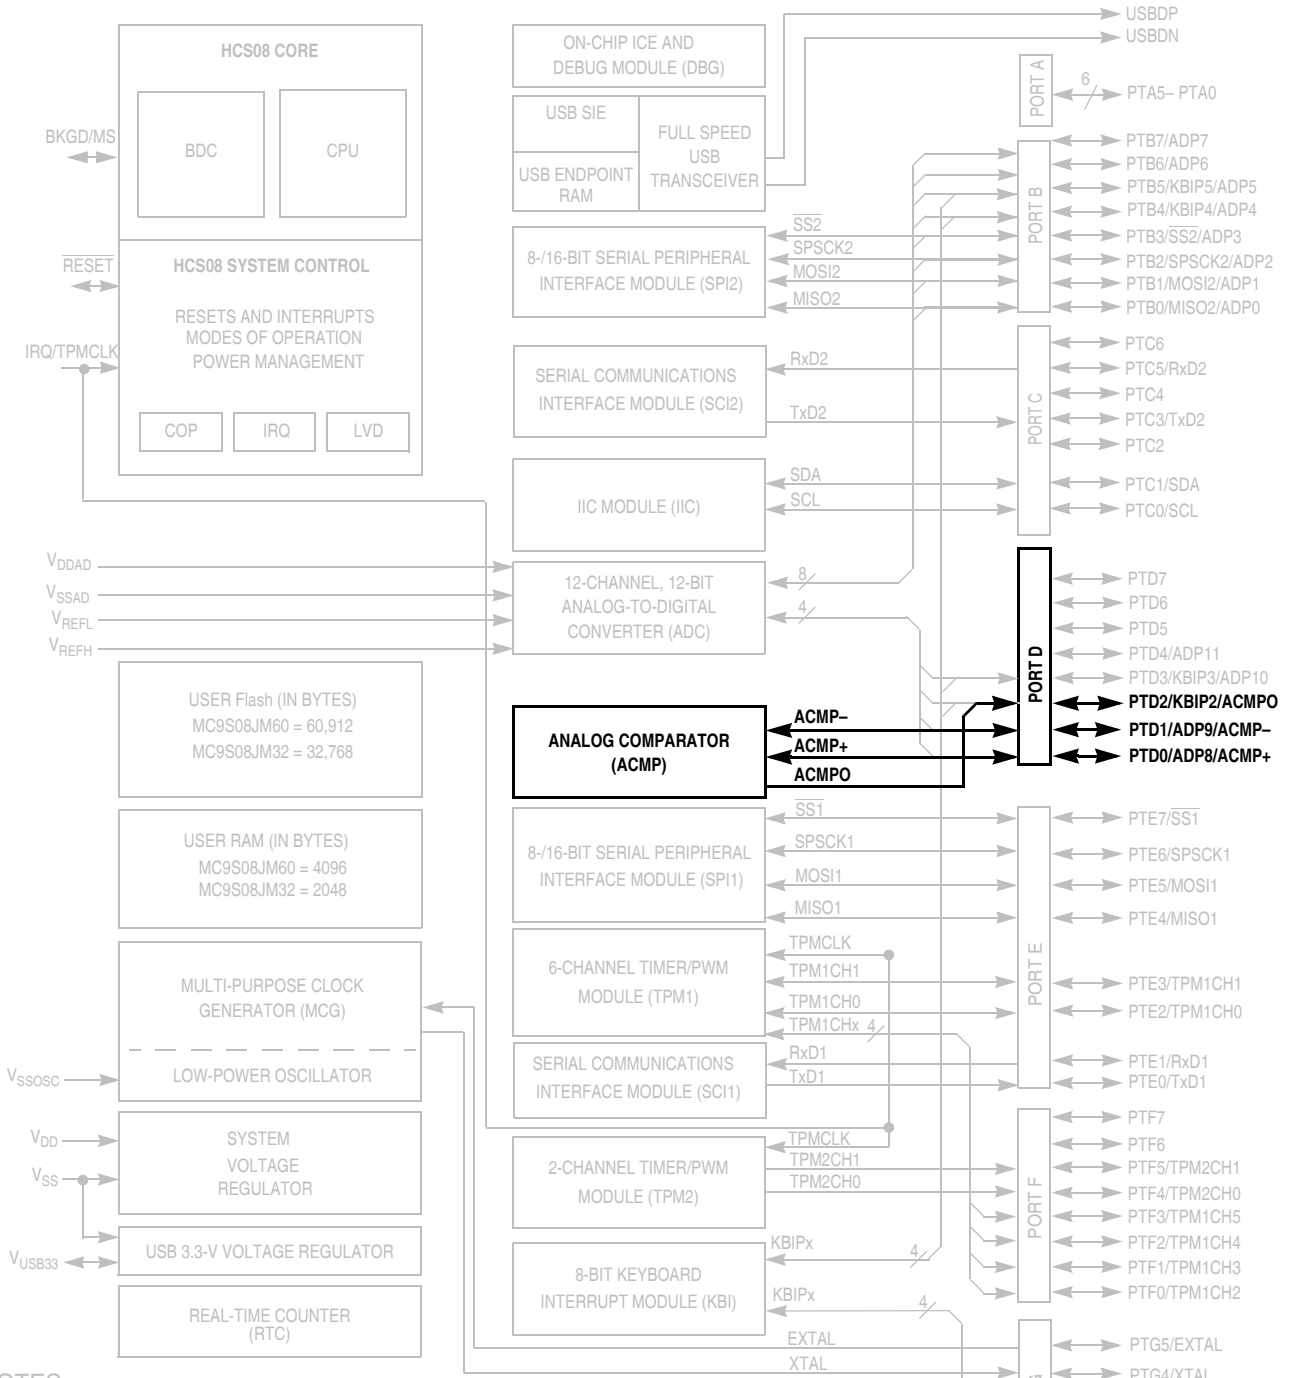 HCS08 CORE
BDC
CPU
BKGD/MS
RESET
HCS08 SYSTEM CONTROL
RESETS AND INTERRUPTS
MODES OF OPERATION
POWER MANAGEMENT
IRQ/TPMCLK
COP
IRQ
LVD
VDDAD
VSSAD
VREFL
VREFH
USER Flash (IN BYTES)
MC9S08JM60 = 60,912
MC9S08JM32 = 32,768
USER RAM (IN BYTES)
MC9S08JM60 = 4096
MC9S08JM32 = 2048
MULTI-PURPOSE CLOCK
GENERATOR (MCG)
LOW-POWER OSCILLATOR
VSSOSC
VDD
VSS
SYSTEM
VOLTAGE
REGULATOR
VUSB33
USB 3.3-V VOLTAGE REGULATOR
REAL-TIME COUNTER
(RTC)
ON-CHIP ICE AND
DEBUG MODULE (DBG)
USB SIE
USB ENDPOINT
RAM
FULL SPEED
USB
TRANSCEIVER
8-/16-BIT SERIAL PERIPHERAL
INTERFACE MODULE (SPI2)
SS2
SPSCK2
MOSI2
MISO2
SERIAL COMMUNICATIONS
INTERFACE MODULE (SCI2)
RxD2
TxD2
IIC MODULE (IIC)
SDA
SCL
12-CHANNEL, 12-BIT
ANALOG-TO-DIGITAL
CONVERTER (ADC)
8
4
ANALOG COMPARATOR
(ACMP)
ACMP–
ACMP+
ACMPO
8-/16-BIT SERIAL PERIPHERAL
INTERFACE MODULE (SPI1)
SS1
SPSCK1
MOSI1
MISO1
6-CHANNEL TIMER/PWM
MODULE (TPM1)
TPMCLK
TPM1CH1
TPM1CH0
TPM1CHx 4
SERIAL COMMUNICATIONS
INTERFACE MODULE (SCI1)
RxD1
TxD1
2-CHANNEL TIMER/PWM
MODULE (TPM2)
TPMCLK
TPM2CH1
TPM2CH0
8-BIT KEYBOARD
INTERRUPT MODULE (KBI)
KBIPx
4
KBIPx
4
EXTAL
XTAL
USBDP
USBDN
PORT A
6
PTA5– PTA0
PORT B
PTB7/ADP7
PTB6/ADP6
PTB5/KBIP5/ADP5
PTB4/KBIP4/ADP4
PTB3/SS2/ADP3
PTB2/SPSCK2/ADP2
PTB1/MOSI2/ADP1
PTB0/MISO2/ADP0
PORT C
PTC6
PTC5/RxD2
PTC4
PTC3/TxD2
PTC2
PTC1/SDA
PTC0/SCL
PORT D
PTD7
PTD6
PTD5
PTD4/ADP11
PTD3/KBIP3/ADP10
PTD2/KBIP2/ACMPO
PTD1/ADP9/ACMP–
PTD0/ADP8/ACMP+
PORT E
PTE7/SS1
PTE6/SPSCK1
PTE5/MOSI1
PTE4/MISO1
PTE3/TPM1CH1
PTE2/TPM1CH0
PTE1/RxD1
PTE0/TxD1
PORT F
PTF7
PTF6
PTF5/TPM2CH1
PTF4/TPM2CH0
PTF3/TPM1CH5
PTF2/TPM1CH4
PTF1/TPM1CH3
PTF0/TPM1CH2
PTG5/EXTAL
PTG4/XTAL